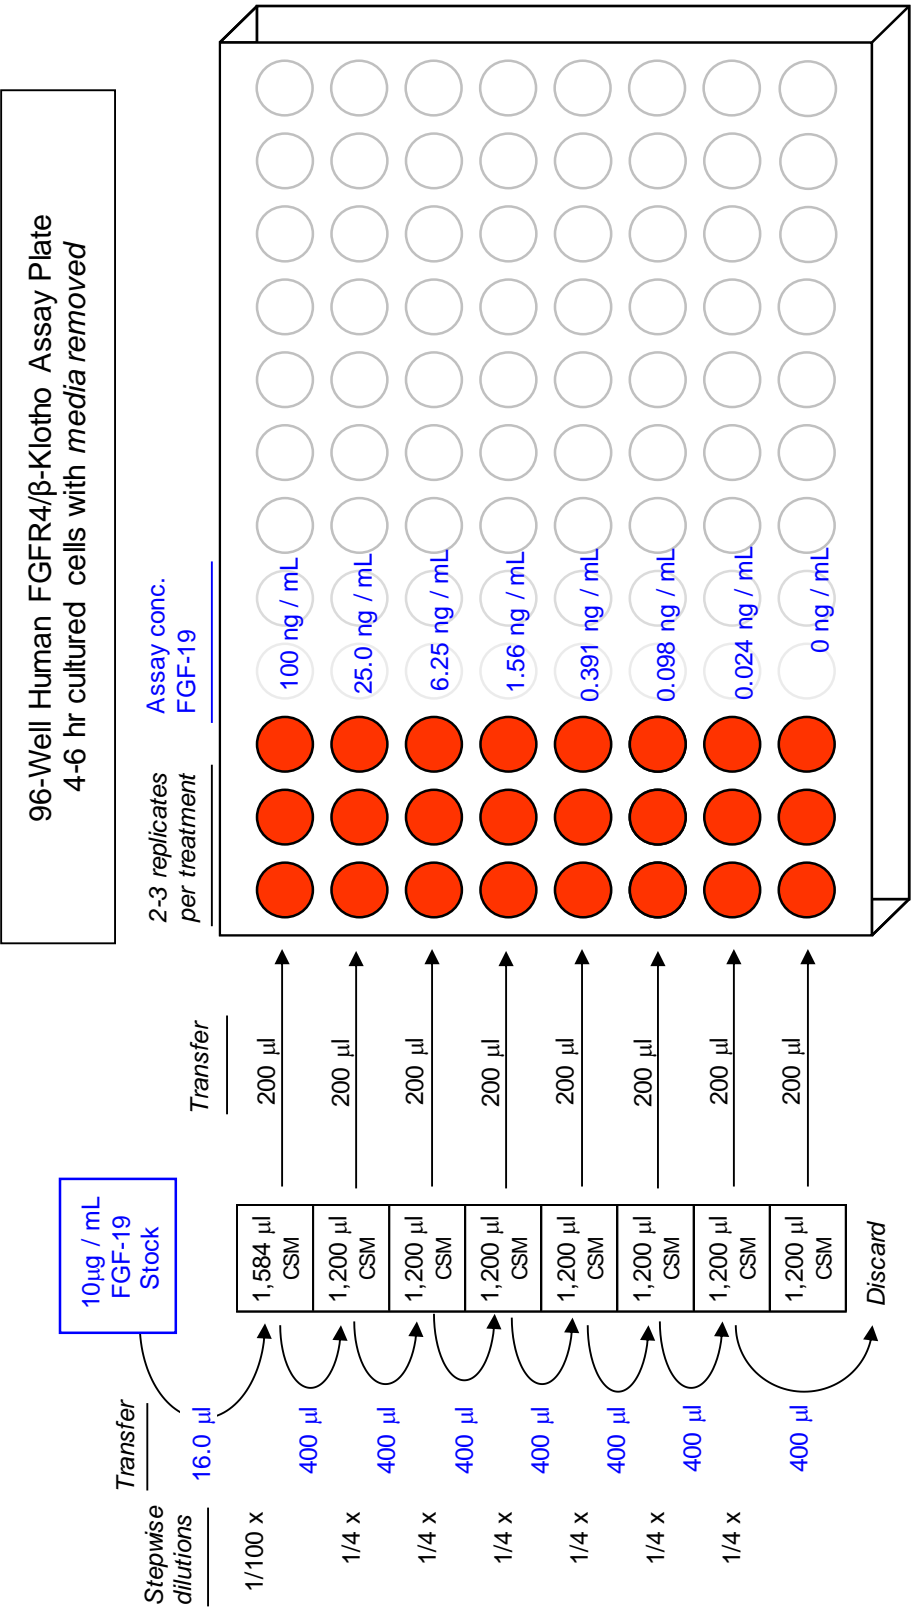 96-Well Human FGFR4/β-Klotho Assay Plate
4-6 hr cultured cells with media removed
Stepwise
dilutions
Transfer
10µg / mL
FGF-19
Stock
Transfer
2-3 replicates
per treatment
Assay conc.
FGF-19
1/100 x
16.0 µl
1,584 µl
CSM
200 µl
100 ng / mL
1/4 x
400 µl
1,200 µl
CSM
200 µl
25.0 ng / mL
1/4 x
400 µl
1,200 µl
CSM
200 µl
6.25 ng / mL
1/4 x
400 µl
1,200 µl
CSM
200 µl
1.56 ng / mL
1/4 x
400 µl
1,200 µl
CSM
200 µl
0.391 ng / mL
1/4 x
400 µl
1,200 µl
CSM
200 µl
0.098 ng / mL
1/4 x
400 µl
1,200 µl
CSM
200 µl
0.024 ng / mL
400 µl
1,200 µl
CSM
200 µl
0 ng / mL
Discard